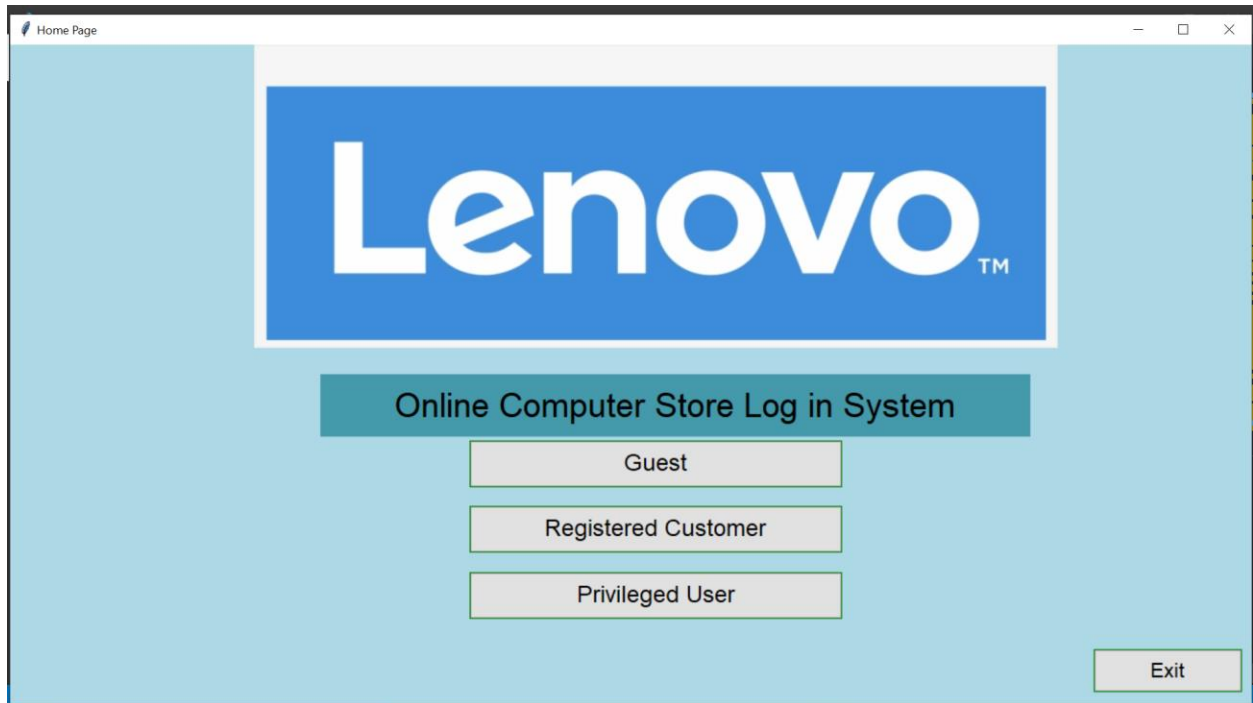 Home Page
Lenovo TM
Online Computer Store Log in System
Guest
Registered Customer
Privileged User
Exit